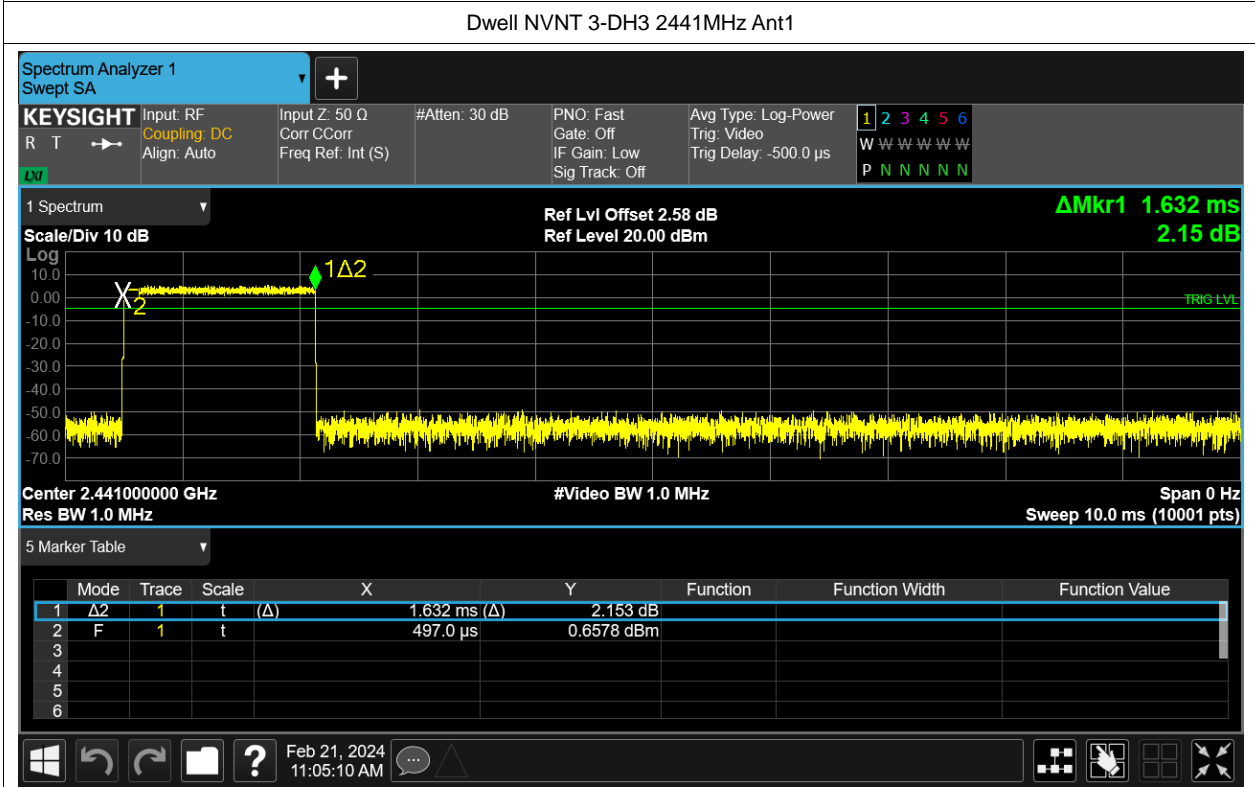 Dwell NVNT 3-DH3 2441MHz Ant1
Spectrum Analyzer 1
Swept SA
KEYSIGHT Input: RF Input Z: 50 Ω #Atten: 30 dB PNO: Fast Avg Type: Log-Power 1 2 3 4 5 6
R T Coupling: DC Corr CCorr Gate: Off Trig: Video W W W W W W
Align: Auto Freq Ref: Int (S) IF Gain: Low Trig Delay: -500.0 µs
LXI Sig Track: Off P N N N N N
1 Spectrum Ref Lvl Offset 2.58 dB ΔMkr1 1.632 ms
Scale/Div 10 dB Ref Level 20.00 dBm 2.15 dB
Log
10.0 1Δ2
0.00 X2 TRIG LVL
-10.0
-20.0
-30.0
-40.0
-50.0
-60.0
-70.0
Center 2.441000000 GHz #Video BW 1.0 MHz Span 0 Hz
Res BW 1.0 MHz Sweep 10.0 ms (10001 pts)
5 Marker Table
Mode Trace Scale X Y Function Function Width Function Value
1 Δ2 1 t (Δ) 1.632 ms (Δ) 2.153 dB
2 F 1 t 497.0 µs 0.6578 dBm
3
4
5
6
? Feb 21, 2024
11:05:10 AM